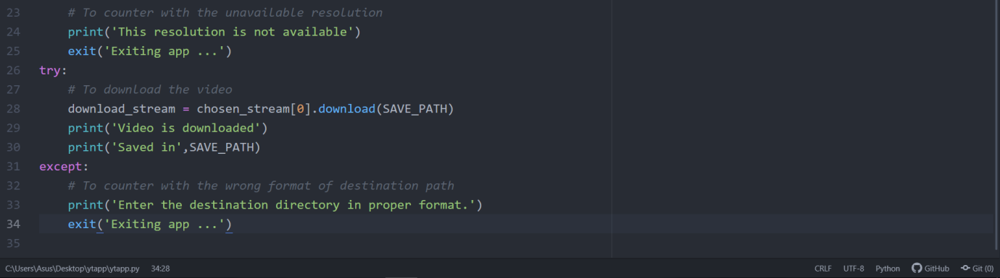 23 # To counter with the unavailable resolution
24 print('This resolution is not available')
25 exit('Exiting app ...')
26 try:
27 # To download the video
28 download_stream = chosen_stream[0].download(SAVE_PATH)
29 print('Video is downloaded')
30 print('Saved in',SAVE_PATH)
31 except:
32 # To counter with the wrong format of destination path
33 print('Enter the destination directory in proper format.')
34 exit('Exiting app ...')
35
C:\Users\Asus\Desktop\ytapp\ytapp.py 34:28 CRLF UTF-8 Python GitHub Git (0)